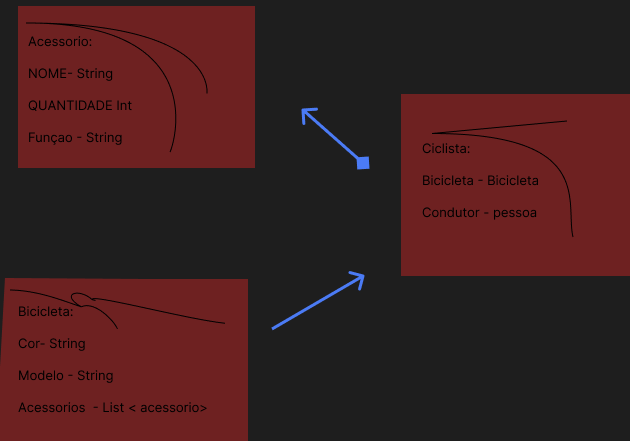 Acessorio:
NOME- String
QUANTIDADE Int
Funçao - String
Ciclista:
Bicicleta - Bicicleta
Condutor - pessoa
Bicicleta:
Cor- String
Modelo - String
Acessorios  - List < acessorio>